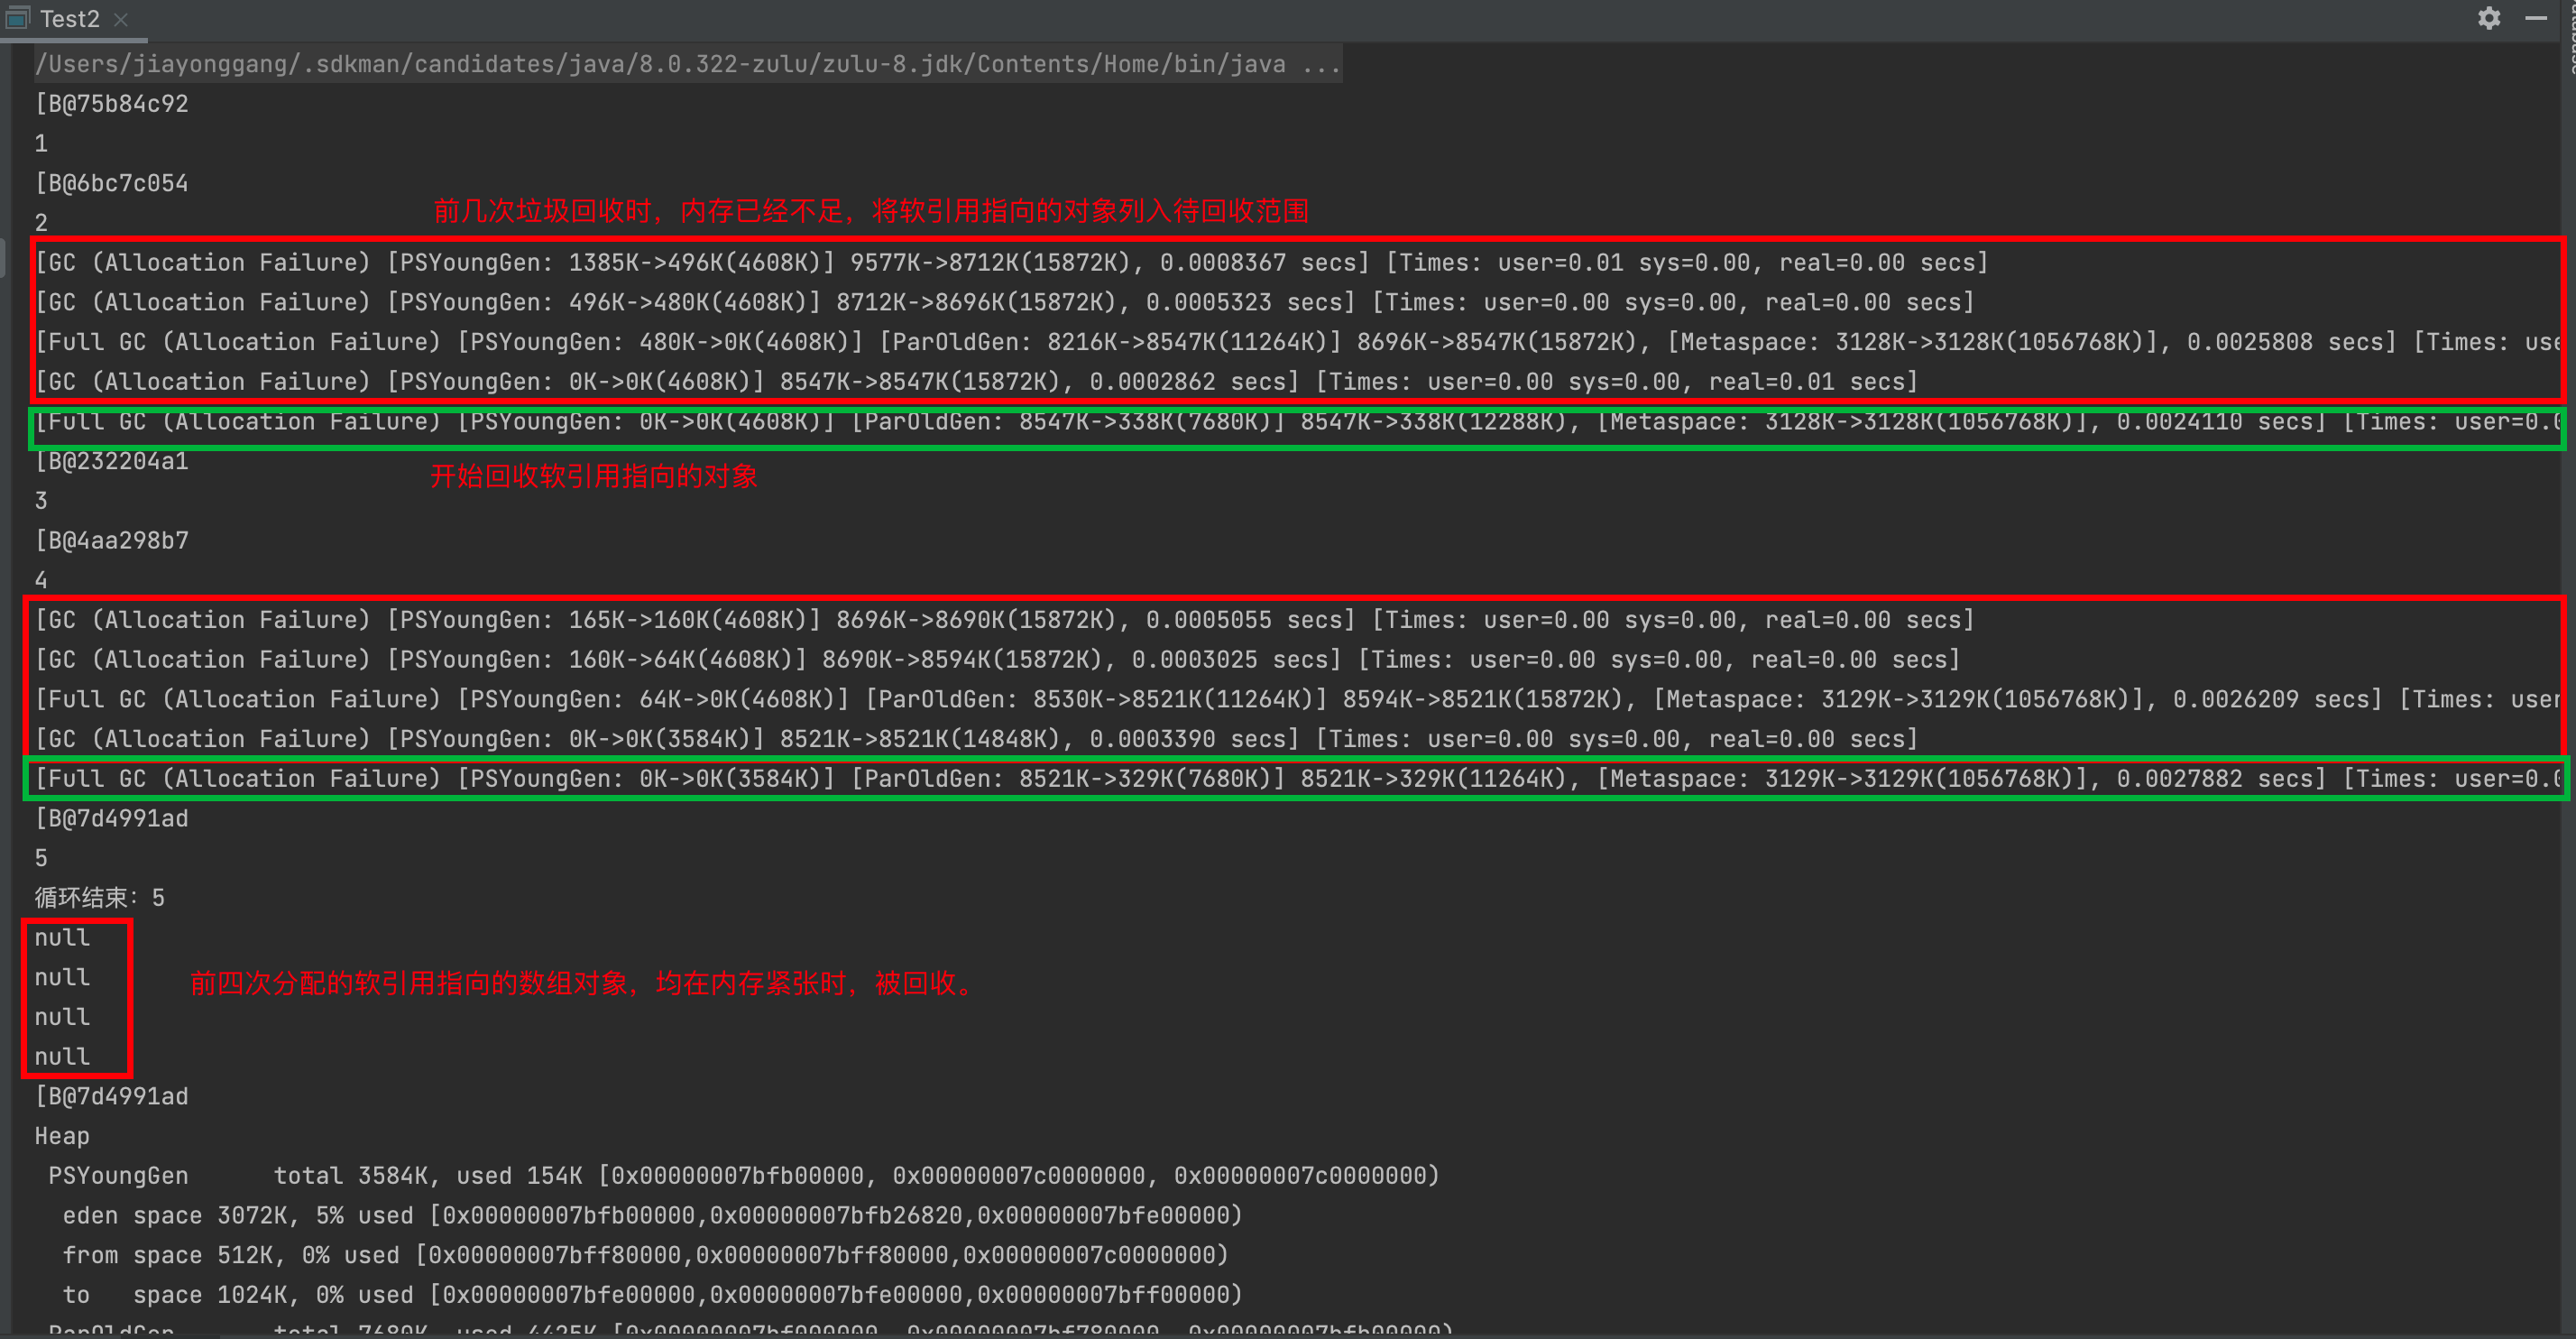 Test2
/Users/jiayonggang/.sdkman/candidates/java/8.0.322-zulu/zulu-8.jdk/Contents/Home/bin/java ...
[B@75b84c92
1
[B@6bc7c054
前几次垃圾回收时，内存已经不足，将软引用指向的对象列入待回收范围
2
[GC (Allocation Failure) [PSYoungGen: 1385K->496K(4608K)] 9577K->8712K(15872K), 0.0008367 secs] [Times: user=0.01 sys=0.00, real=0.00 secs]
[GC (Allocation Failure) [PSYoungGen: 496K->480K(4608K)] 8712K->8696K(15872K), 0.0005323 secs] [Times: user=0.00 sys=0.00, real=0.00 secs]
[Full GC (Allocation Failure) [PSYoungGen: 480K->0K(4608K)] [ParOldGen: 8216K->8547K(11264K)] 8696K->8547K(15872K), [Metaspace: 3128K->3128K(1056768K)], 0.0025808 secs] [Times: use
[GC (Allocation Failure) [PSYoungGen: 0K->0K(4608K)] 8547K->8547K(15872K), 0.0002862 secs] [Times: user=0.00 sys=0.00, real=0.01 secs]
[Full GC (Allocation Failure) [PSYoungGen: 0K->0K(4608K)] [ParOldGen: 8547K->338K(7680K)] 8547K->338K(12288K), [Metaspace: 3128K->3128K(1056768K)], 0.0024110 secs] [Times: user=0.0
[B@232204a1
开始回收软引用指向的对象
3
[B@4aa298b7
4
[GC (Allocation Failure) [PSYoungGen: 165K->160K(4608K)] 8696K->8690K(15872K), 0.0005055 secs] [Times: user=0.00 sys=0.00, real=0.00 secs]
[GC (Allocation Failure) [PSYoungGen: 160K->64K(4608K)] 8690K->8594K(15872K), 0.0003025 secs] [Times: user=0.00 sys=0.00, real=0.00 secs]
[Full GC (Allocation Failure) [PSYoungGen: 64K->0K(4608K)] [ParOldGen: 8530K->8521K(11264K)] 8594K->8521K(15872K), [Metaspace: 3129K->3129K(1056768K)], 0.0026209 secs] [Times: user
[GC (Allocation Failure) [PSYoungGen: 0K->0K(3584K)] 8521K->8521K(14848K), 0.0003390 secs] [Times: user=0.00 sys=0.00, real=0.00 secs]
[Full GC (Allocation Failure) [PSYoungGen: 0K->0K(3584K)] [ParOldGen: 8521K->329K(7680K)] 8521K->329K(11264K), [Metaspace: 3129K->3129K(1056768K)], 0.0027882 secs] [Times: user=0.0
[B@7d4991ad
5
循环结束：5
null
null
前四次分配的软引用指向的数组对象，均在内存紧张时，被回收。
null
null
[B@7d4991ad
Heap
PSYoungGen total 3584K, used 154K [0x00000007bfb00000, 0x00000007c0000000, 0x00000007c0000000)
eden space 3072K, 5% used [0x00000007bfb00000,0x00000007bfb26820,0x00000007bfe00000)
from space 512K, 0% used [0x00000007bff80000,0x00000007bff80000,0x00000007c0000000)
to space 1024K, 0% used [0x00000007bfe00000,0x00000007bfe00000,0x00000007bff00000)
ParOldGen total 7680K, used 4425K [0x00000007bf000000, 0x00000007bf780000, 0x00000007bfb00000)